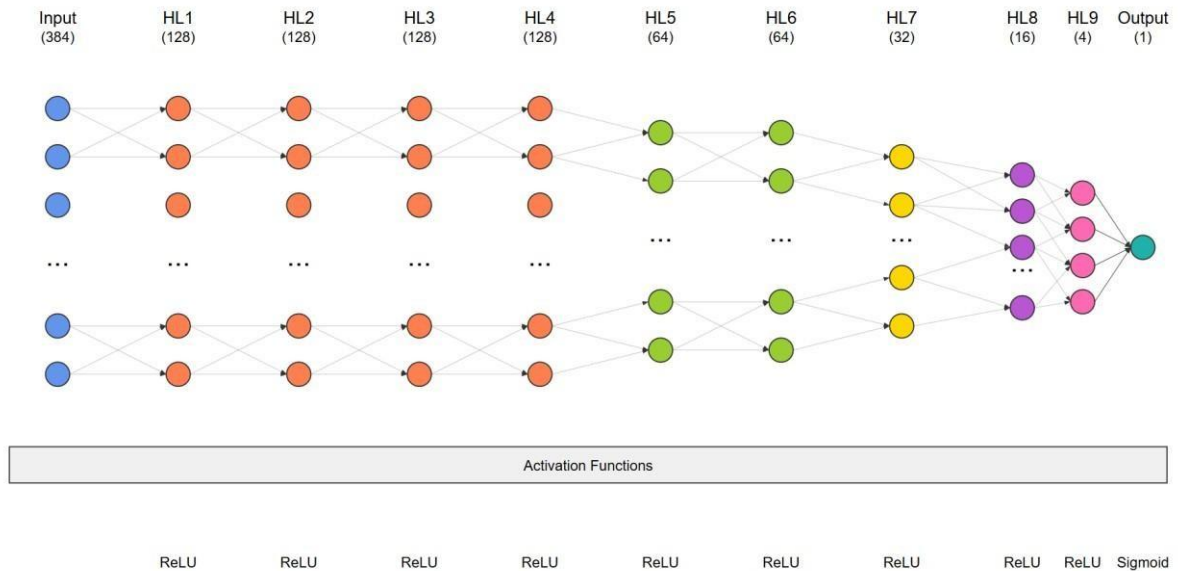 Input HL1 HL2 HL3 HL4 HL5 HL6 HL7 HL8 HL9 Output
(384) (128) (128) (128) (128) (64) (64) (32) (16) (4) (1)
... ... ... ... ... ... ... ... ...
Activation Functions
ReLU ReLU ReLU ReLU ReLU ReLU ReLU ReLU ReLU Sigmoid